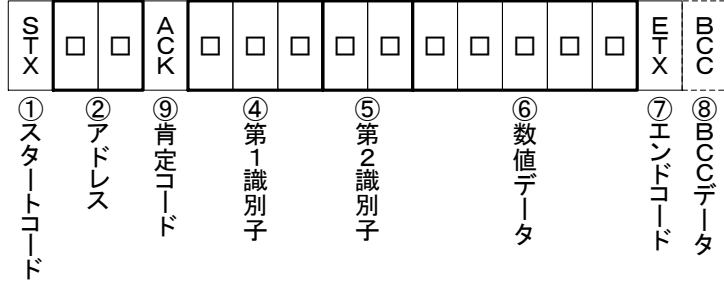 STX □ □ ACK □ □ □ □ □ □ □ □ □ □ ETX BCC
①スタートコード
②アドレス
⑨肯定コード
④第1識別子
⑤第2識別子
⑥数値データ
⑦エンドコード
⑧BCCデータ